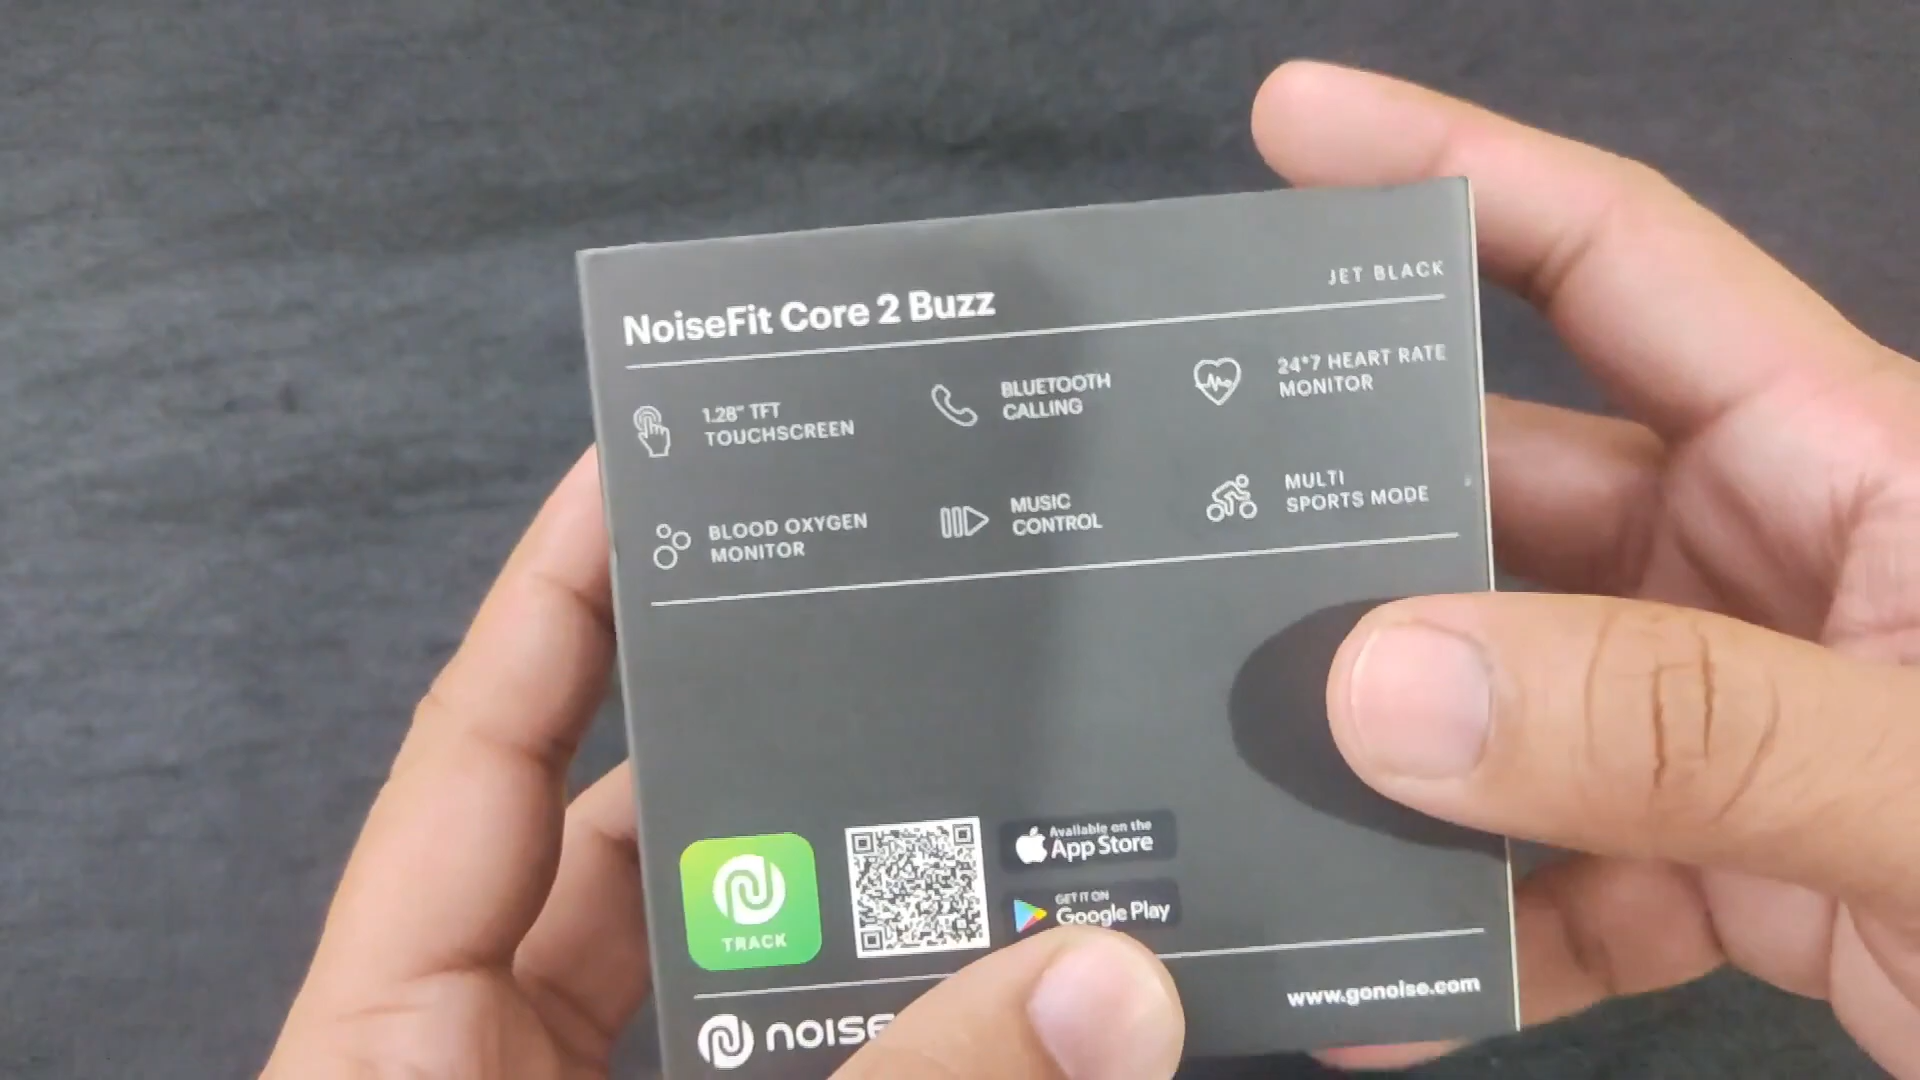 JET BLACK
NoiseFit Core 2 Buzz
1.28" TFT
TOUCHSCREEN
BLUETOOTH
CALLING
24*7 HEART RATE
MONITOR
BLOOD OXYGEN
MONITOR
MUSIC
CONTROL
MULTI
SPORTS MODE
TRACK
Available on the
App Store
GET IT ON
Google Play
noise
www.gonoise.com